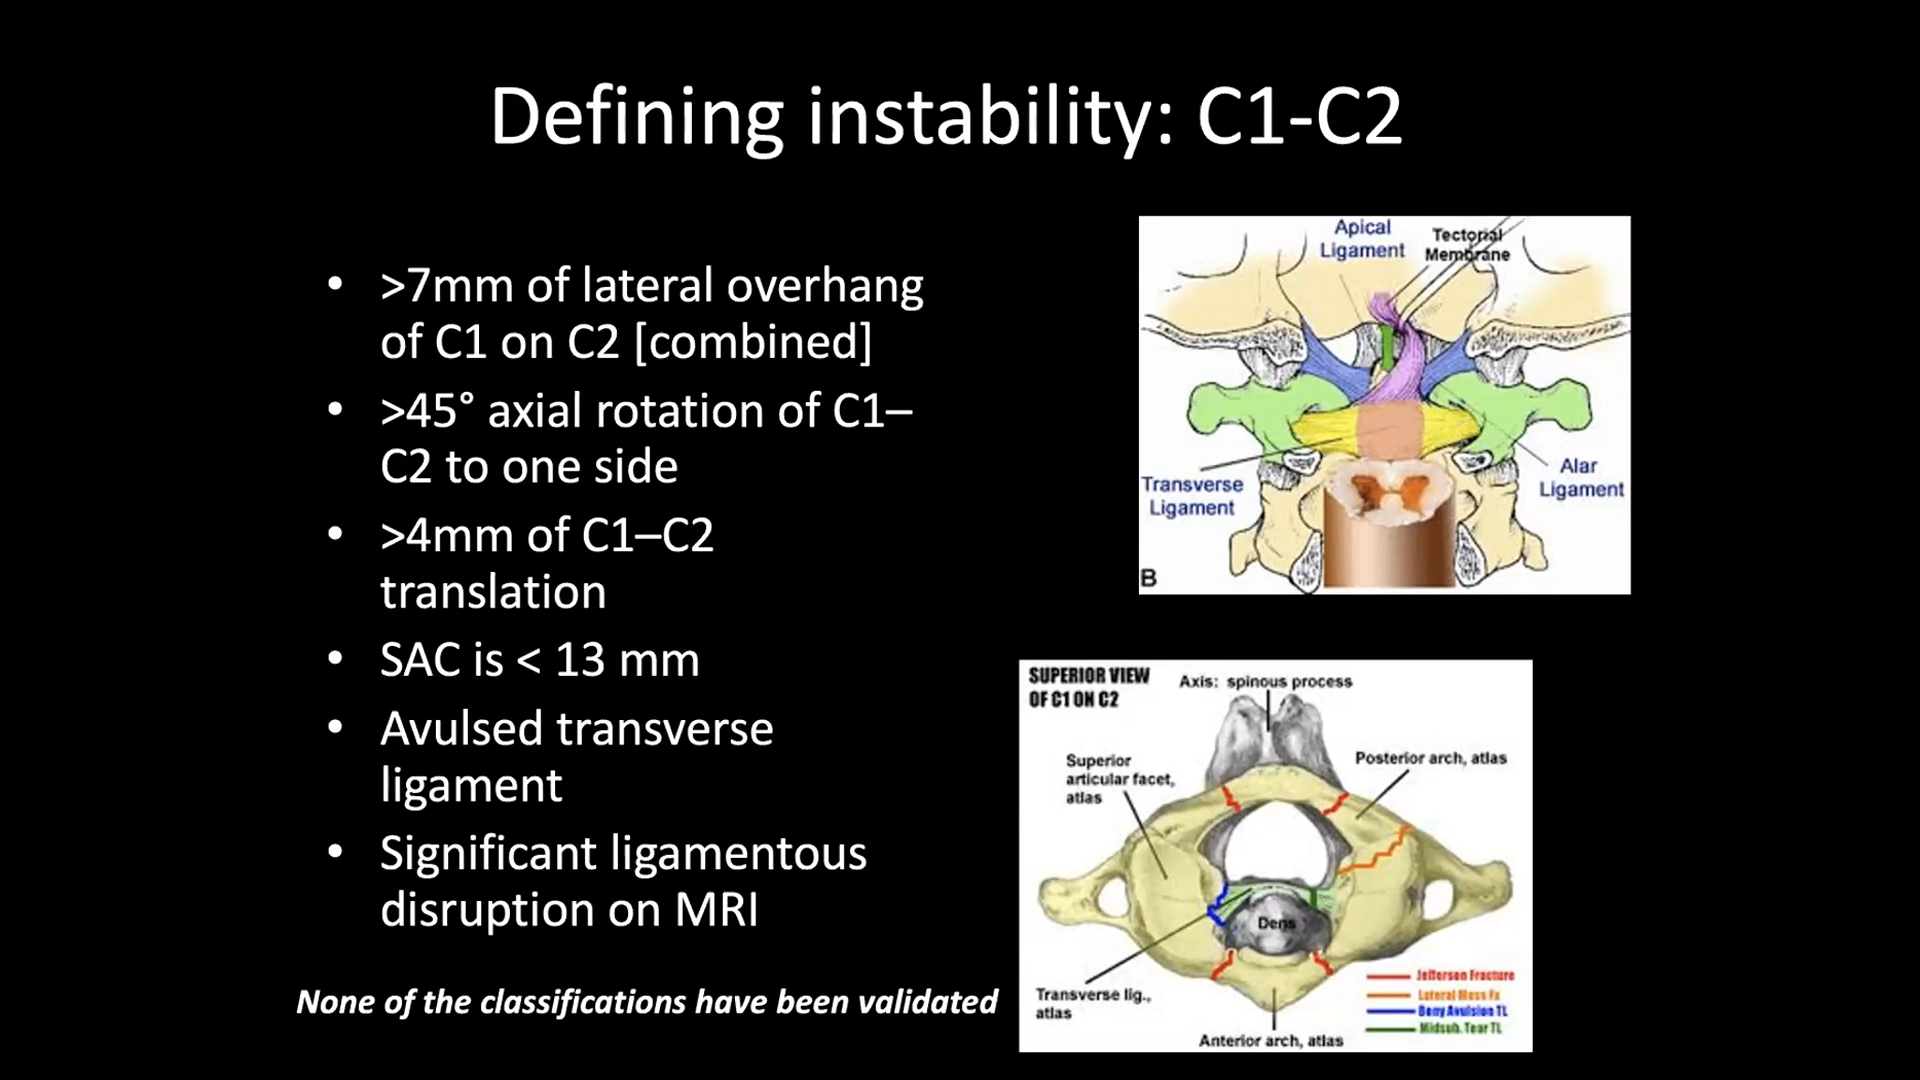 Defining instability: C1-C2
• >7mm of lateral overhang
of C1 on C2 [combined]
• >45° axial rotation of C1–
C2 to one side
• >4mm of C1–C2
translation
• SAC is < 13 mm
• Avulsed transverse
ligament
• Significant ligamentous
disruption on MRI
None of the classifications have been validated
Apical
Ligament
Tectorial
Membrane
Transverse
Ligament
Alar
Ligament
B
SUPERIOR VIEW
OF C1 ON C2
Axis: spinous process
Superior
articular facet,
atlas
Posterior arch, atlas
Dens
Transverse lig.,
atlas
Anterior arch, atlas
Jefferson Fracture
Lateral Mass Fx
Bony Avulsion TL
Midsub. Tear TL